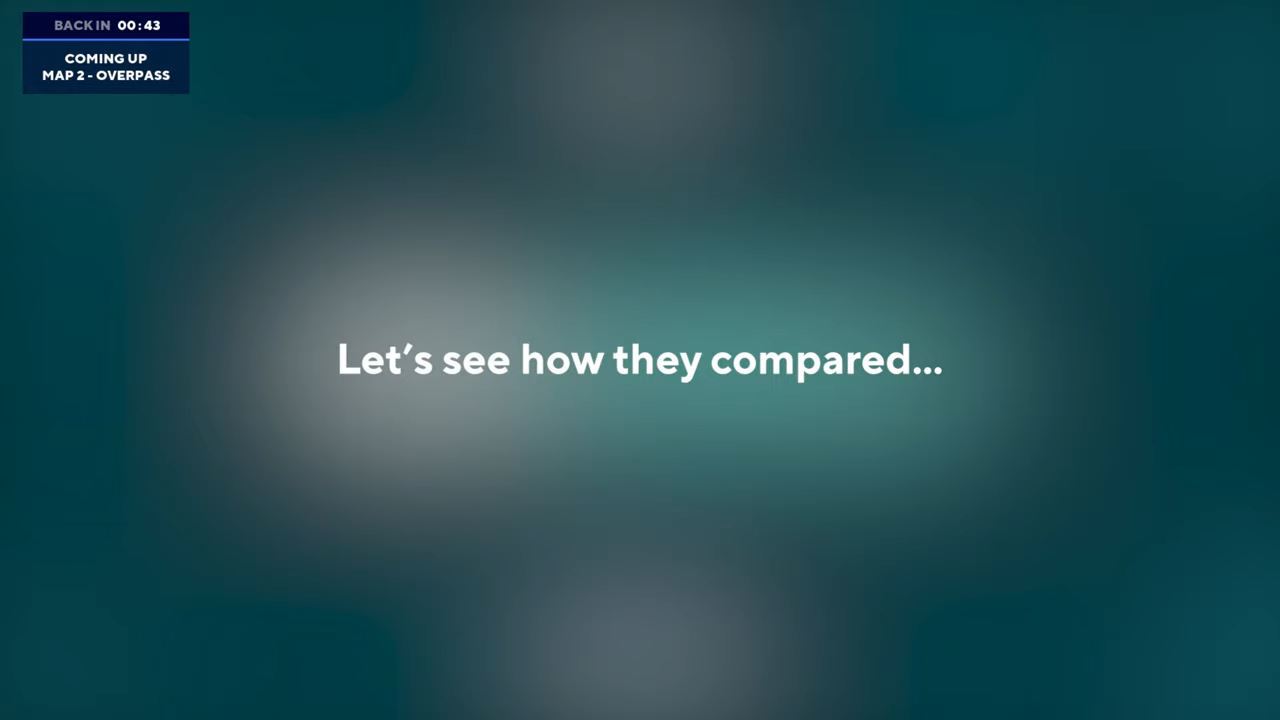 BACK IN 00:43
COMING UP
MAP 2 - OVERPASS
Let's see how they compared...